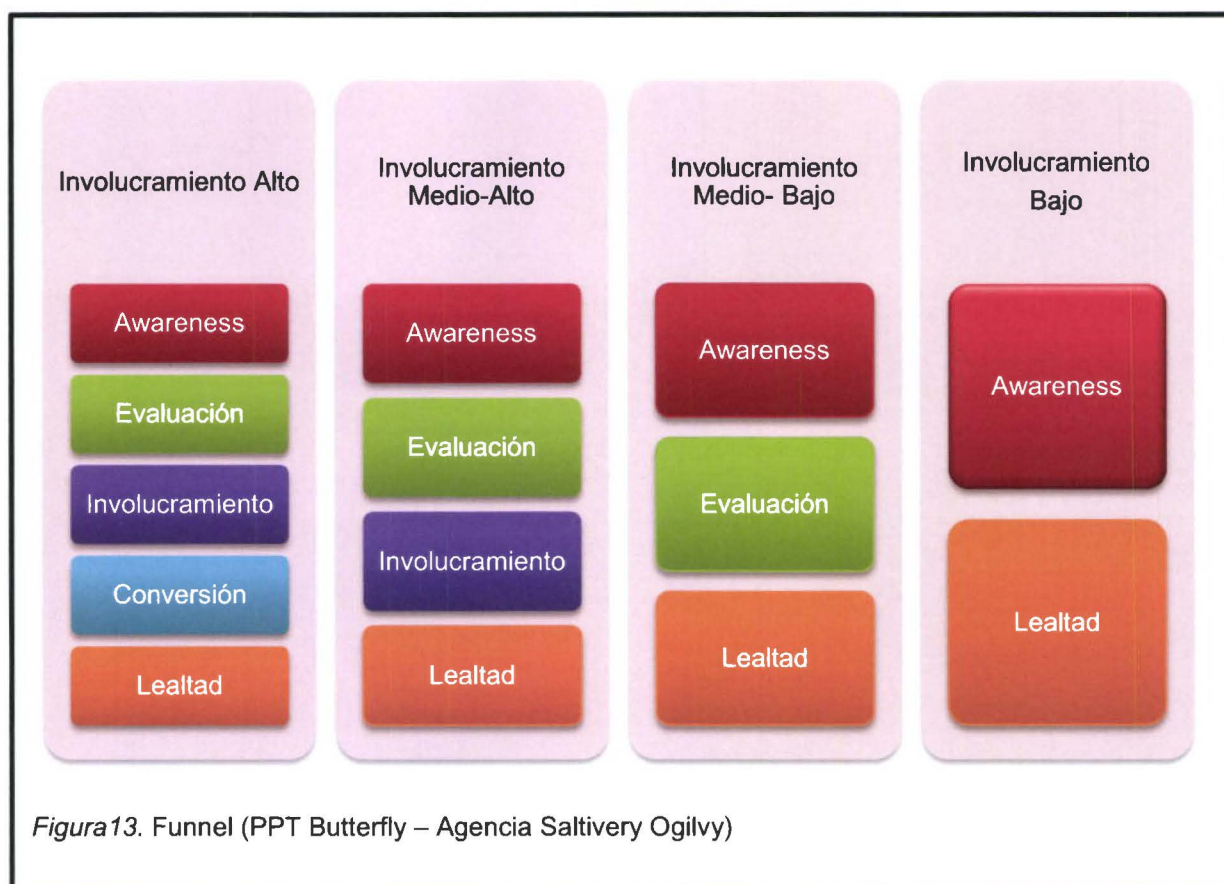 Involucramiento Alto
Awareness
Evaluación
Involucramiento
Conversión
Lealtad
Involucramiento
Medio-Alto
Awareness
Evaluación
Involucramiento
Lealtad
Involucramiento
Medio- Bajo
Awareness
Evaluación
Lealtad
Involucramiento
Bajo
Awareness
Lealtad
Figura13. Funnel (PPT Butterfly – Agencia Saltivery Ogilvy)